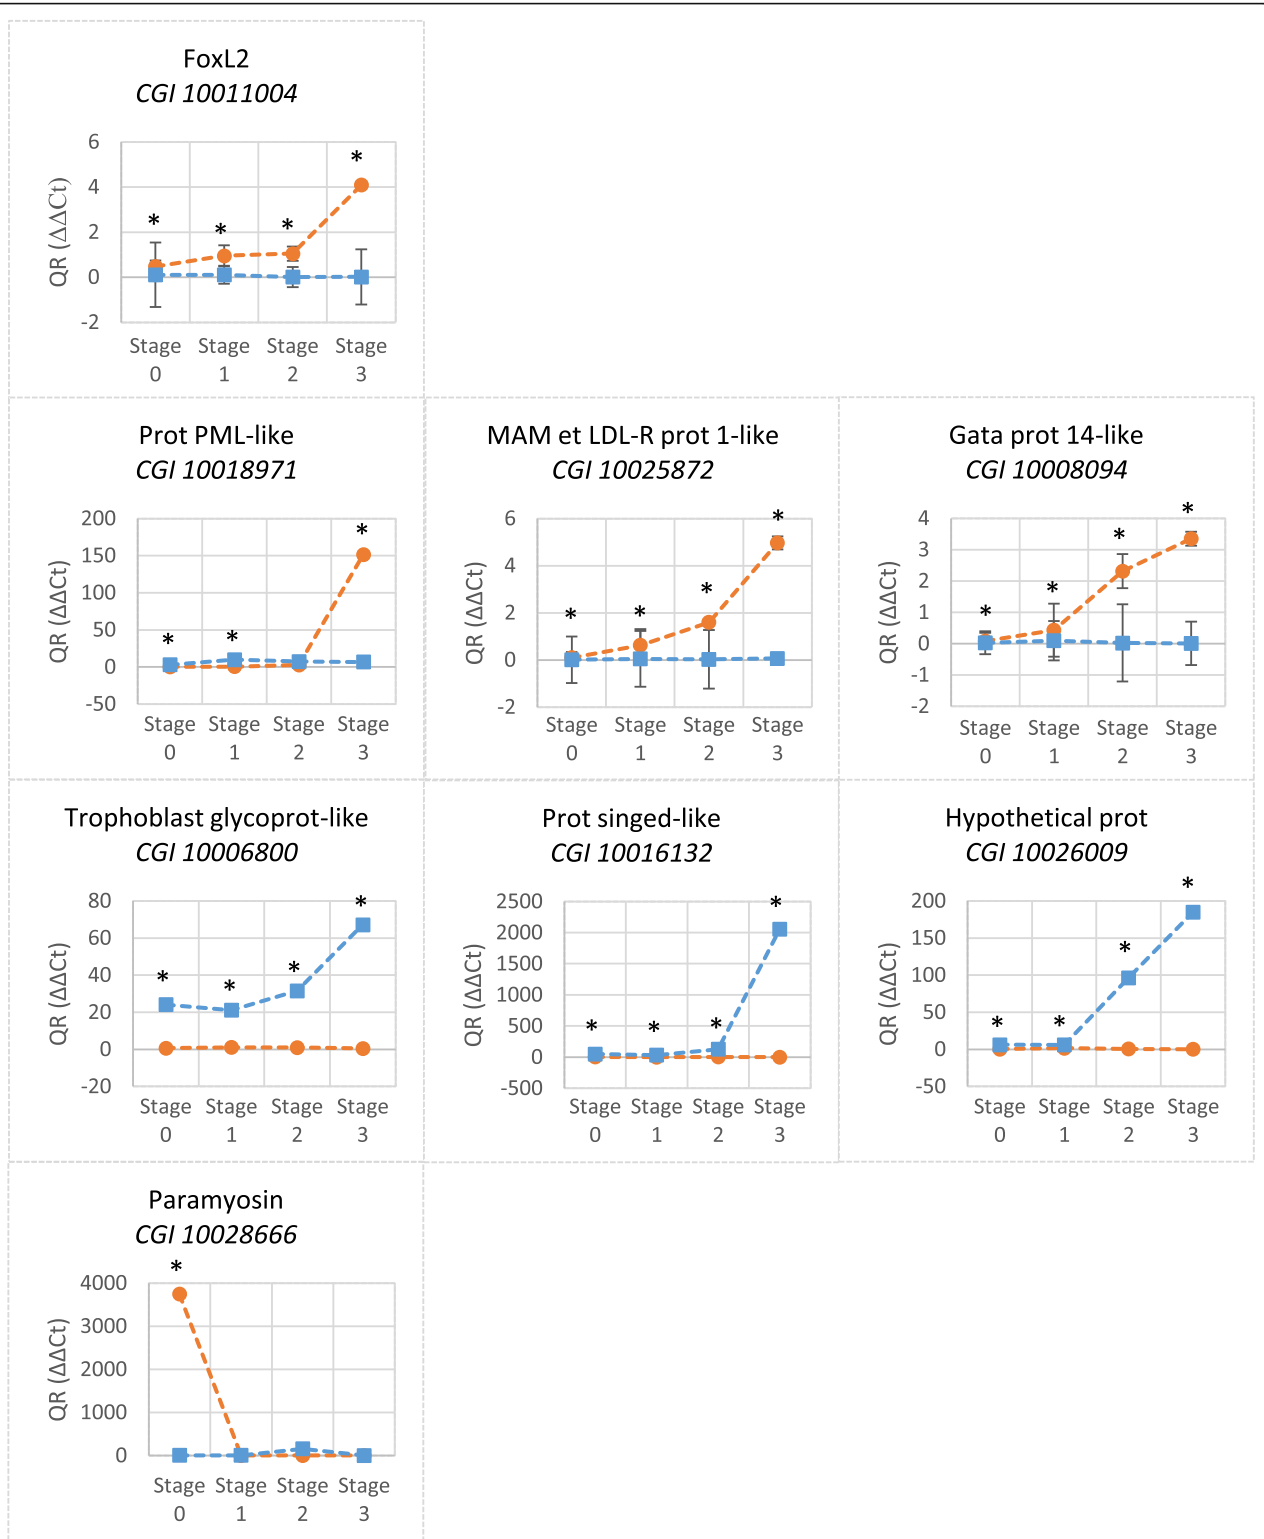 FoxL2
CGI 10011004
*
*
*
*
6
4
2
0
-2
QR (ΔΔCt)
Stage Stage Stage Stage
0 1 2 3
Prot PML-like
CGI 10018971
*
*
*
200
150
100
50
0
-50
QR (ΔΔCt)
Stage Stage Stage Stage
0 1 2 3
MAM et LDL-R prot 1-like
CGI 10025872
*
*
*
*
6
4
2
0
-2
QR (ΔΔCt)
Stage Stage Stage Stage
0 1 2 3
Gata prot 14-like
CGI 10008094
*
*
*
*
4
3
2
1
0
-1
-2
QR (ΔΔCt)
Stage Stage Stage Stage
0 1 2 3
Trophoblast glycoprot-like
CGI 10006800
*
*
*
*
80
60
40
20
0
-20
QR (ΔΔCt)
Stage Stage Stage Stage
0 1 2 3
Prot singed-like
CGI 10016132
*
*
*
*
2500
2000
1500
1000
500
0
-500
QR (ΔΔCt)
Stage Stage Stage Stage
0 1 2 3
Hypothetical prot
CGI 10026009
*
*
*
*
200
150
100
50
0
-50
QR (ΔΔCt)
Stage Stage Stage Stage
0 1 2 3
Paramyosin
CGI 10028666
*
4000
3000
2000
1000
0
QR (ΔΔCt)
Stage Stage Stage Stage
0 1 2 3